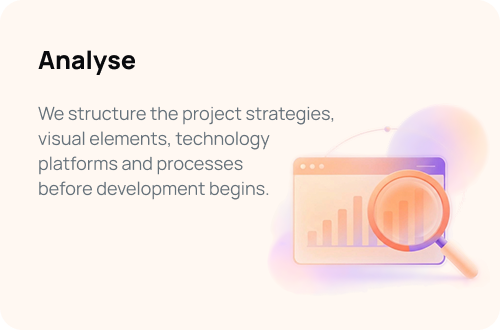 Analyse
We structure the project strategies,
visual elements, technology
platforms and processes
before development begins.